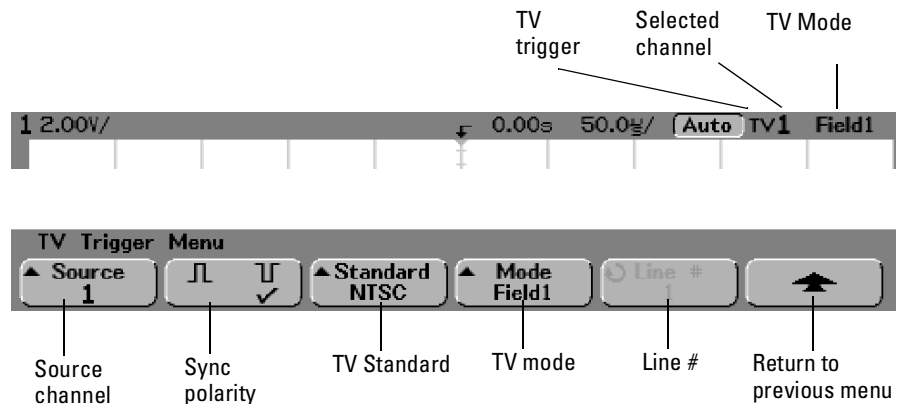 TV trigger
Selected channel
TV Mode
1 2.00V/ 0.00s 50.0µs/ Auto TV1 Field1
TV Trigger Menu
Source 1
Standard NTSC
Mode Field1
Line # 1
Source channel
Sync polarity
TV Standard
TV mode
Line #
Return to previous menu